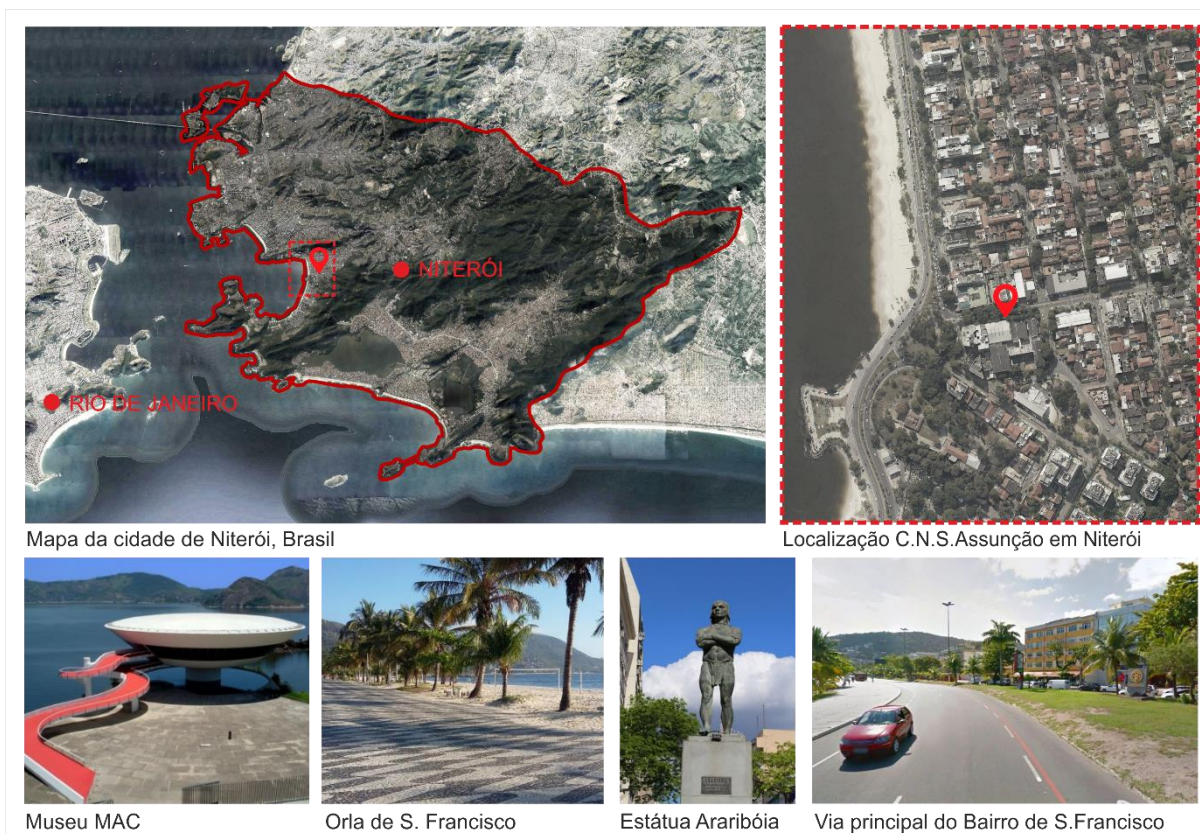 NITERÓI
RIO DE JANEIRO
Mapa da cidade de Niterói, Brasil
Localização C.N.S.Assunção em Niterói
Museu MAC
Orla de S. Francisco
Estátua Araribóia
Via principal do Bairro de S.Francisco